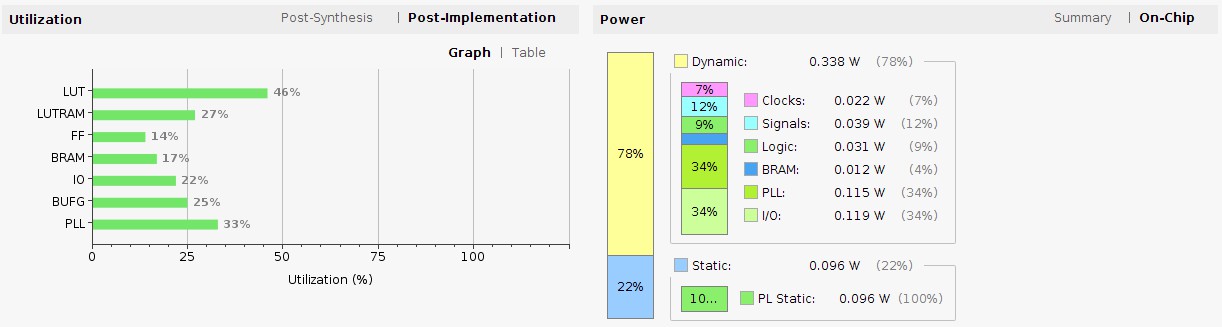 Utilization Post-Synthesis | Post-Implementation
Graph | Table
LUT 46%
LUTRAM 27%
FF 14%
BRAM 17%
IO 22%
BUFG 25%
PLL 33%
0 25 50 75 100
Utilization (%)
Power Summary | On-Chip
78%
22%
Dynamic: 0.338 W (78%)
7%
12%
9%
34%
34%
Clocks: 0.022 W (7%)
Signals: 0.039 W (12%)
Logic: 0.031 W (9%)
BRAM: 0.012 W (4%)
PLL: 0.115 W (34%)
I/O: 0.119 W (34%)
Static: 0.096 W (22%)
10... PL Static: 0.096 W (100%)